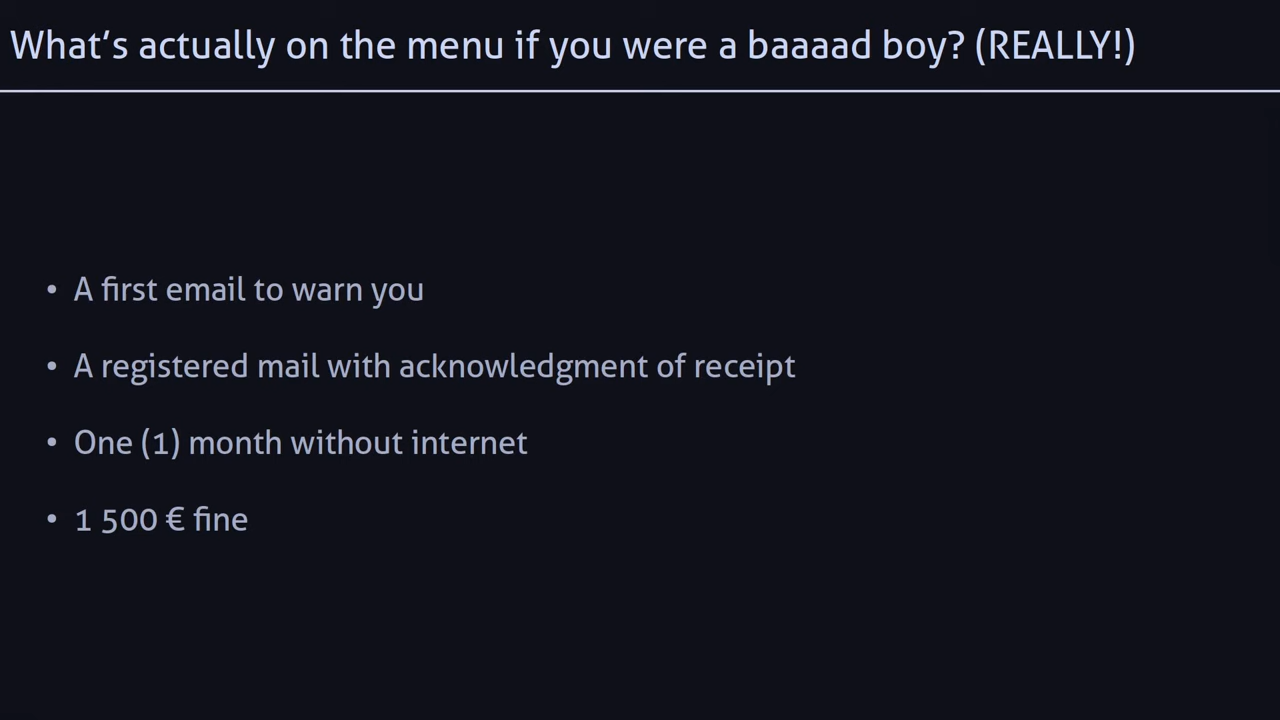 What's actually on the menu if you were a baaaad boy? (REALLY!)
• A first email to warn you
• A registered mail with acknowledgment of receipt
• One (1) month without internet
• 1 500 € fine